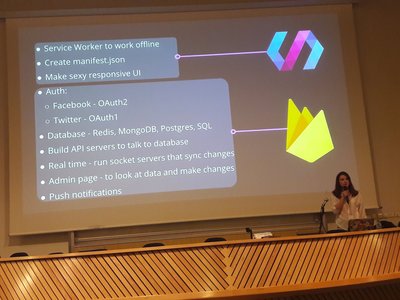 Service Worker to work offline
Create manifest.json
Make sexy responsive UI
Auth:
Facebook - OAuth2
Twitter - OAuth1
Database - Redis, MongoDB, Postgres, SQL
Build API servers to talk to database
Real time - run socket servers that sync changes
Admin page - to look at data and make changes
Push notifications